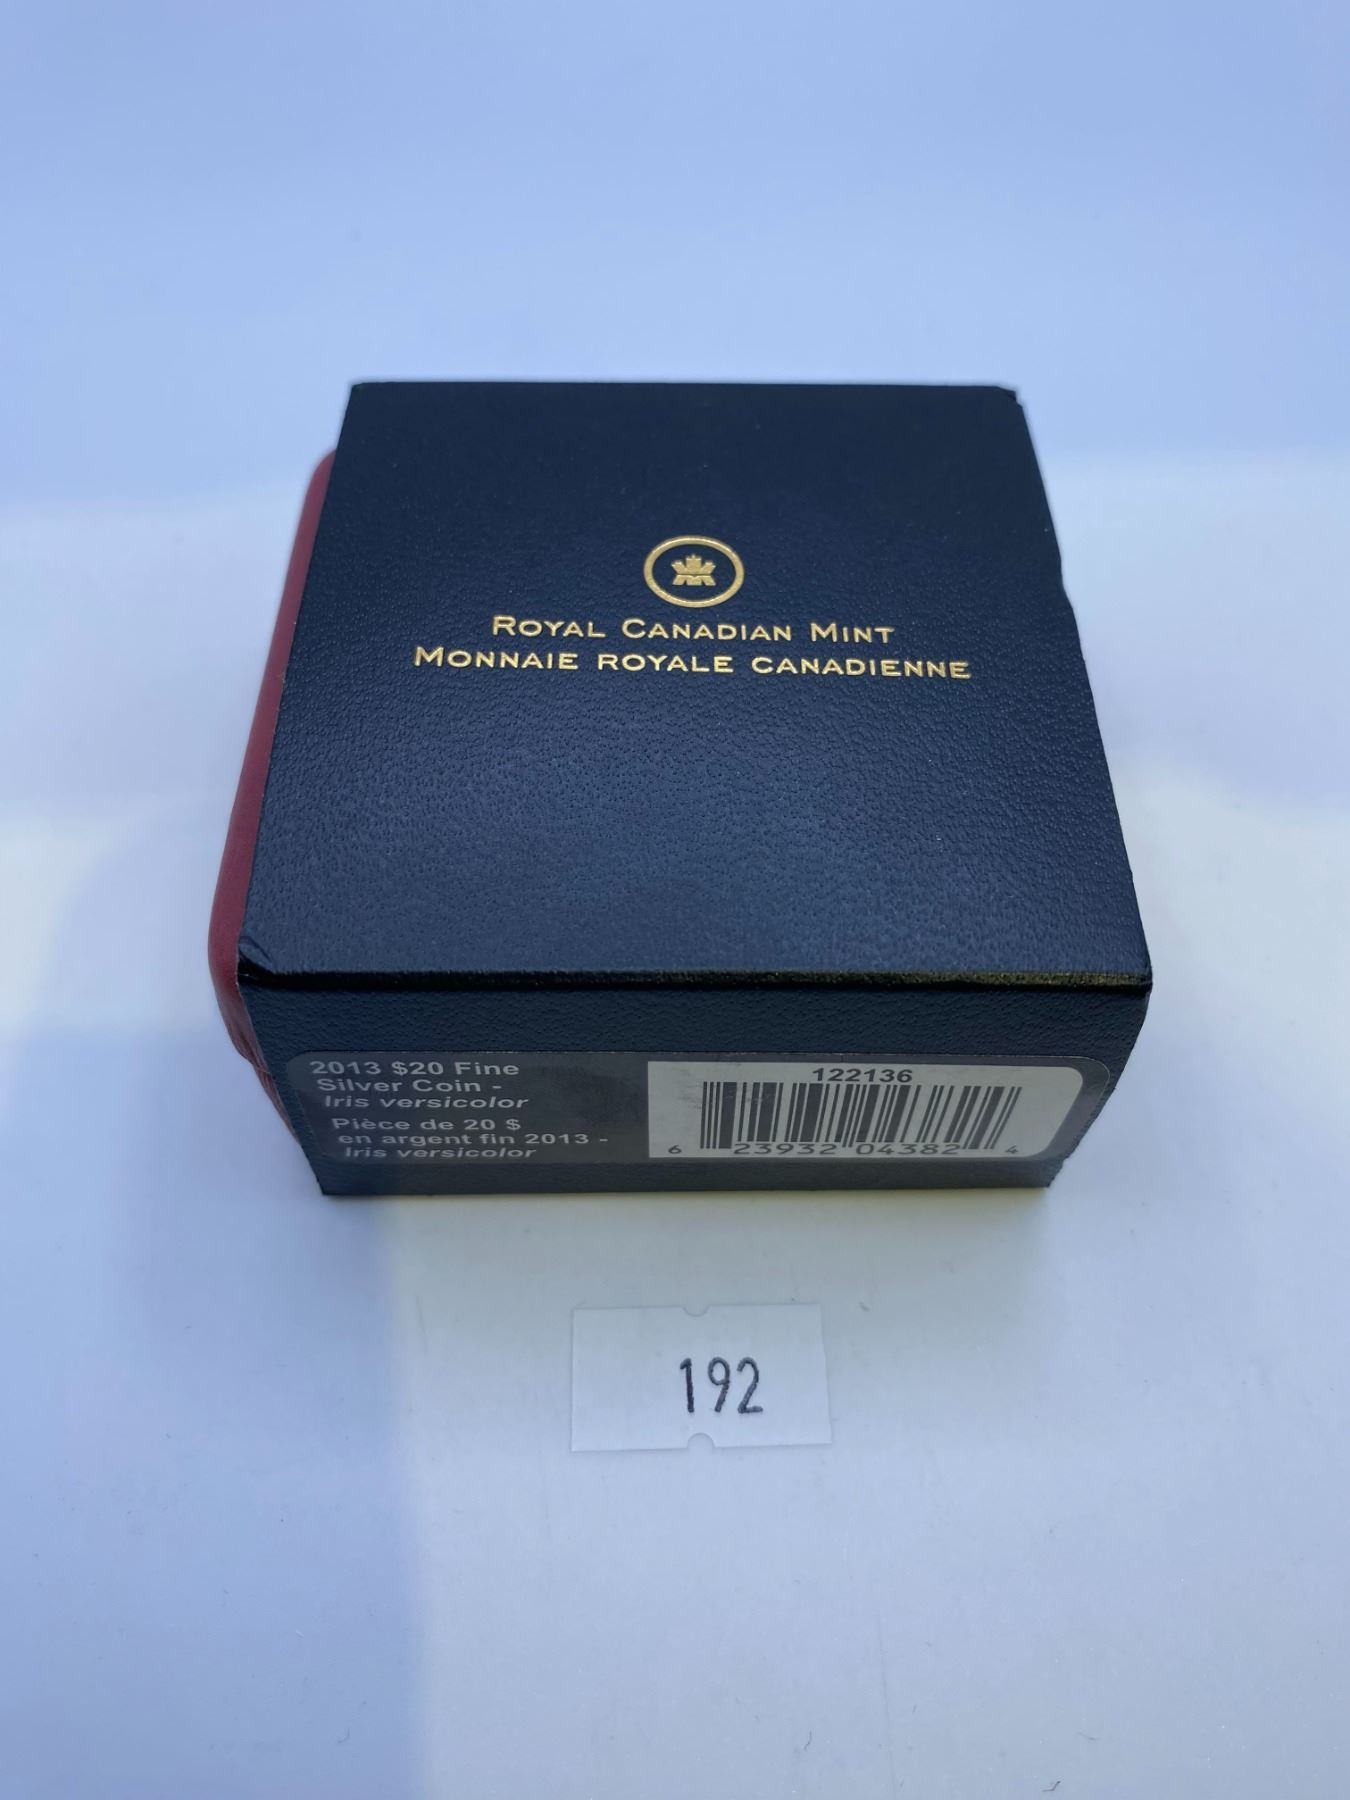 ROYAL CANADIAN MINT
MONNAIE ROYALE CANADIENNE
2013 $20 Fine
Silver Coin -
Iris versicolor
Pièce de 20 $
en argent fin 2013 -
Iris versicolor
122136
6 23932 04382 4
192